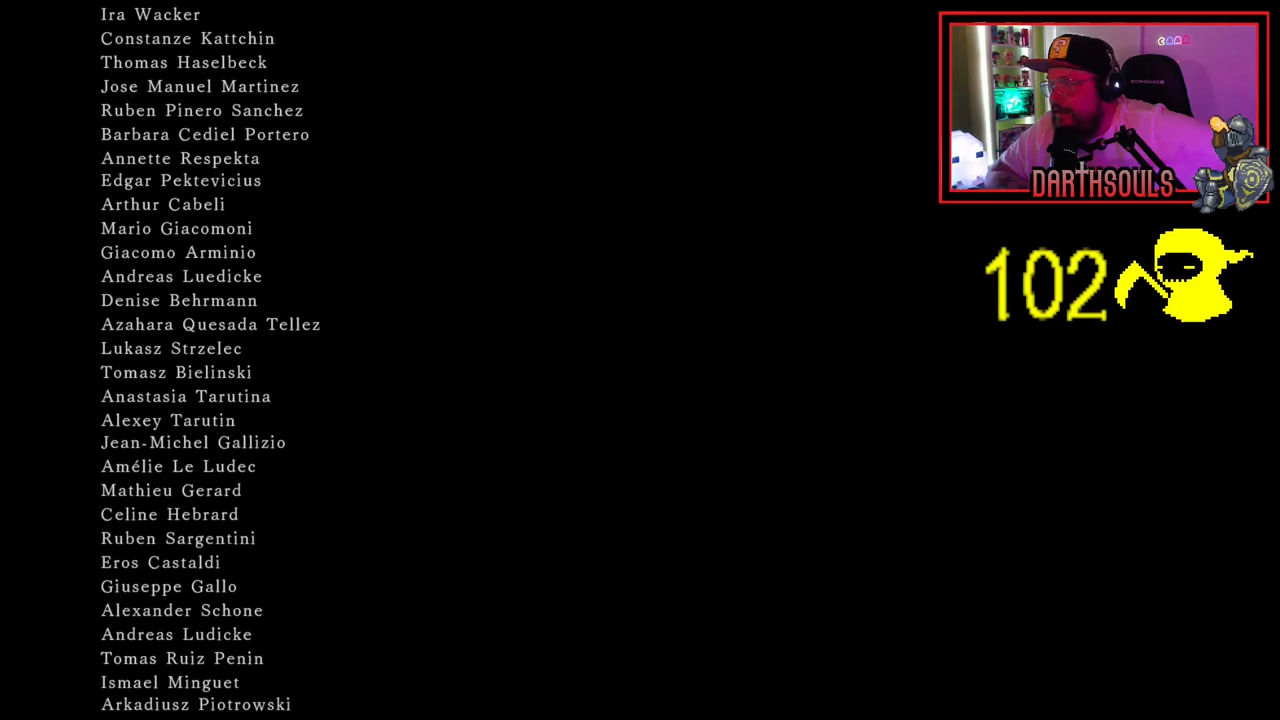 Ira Wacker
Constanze Kattchin
Thomas Haselbeck
Jose Manuel Martinez
Ruben Pinero Sanchez
Barbara Cediel Portero
Annette Respekta
Edgar Pektevicius
Arthur Cabeli
Mario Giacomoni
Giacomo Arminio
Andreas Luedicke
Denise Behrmann
Azahara Quesada Tellez
Lukasz Strzelec
Tomasz Bielinski
Anastasia Tarutina
Alexey Tarutin
Jean-Michel Gallizio
Amélie Le Ludec
Mathieu Gerard
Celine Hebrard
Ruben Sargentini
Eros Castaldi
Giuseppe Gallo
Alexander Schone
Andreas Ludicke
Tomas Ruiz Penin
Ismael Minguet
Arkadiusz Piotrowski
DARTHSOULS
102